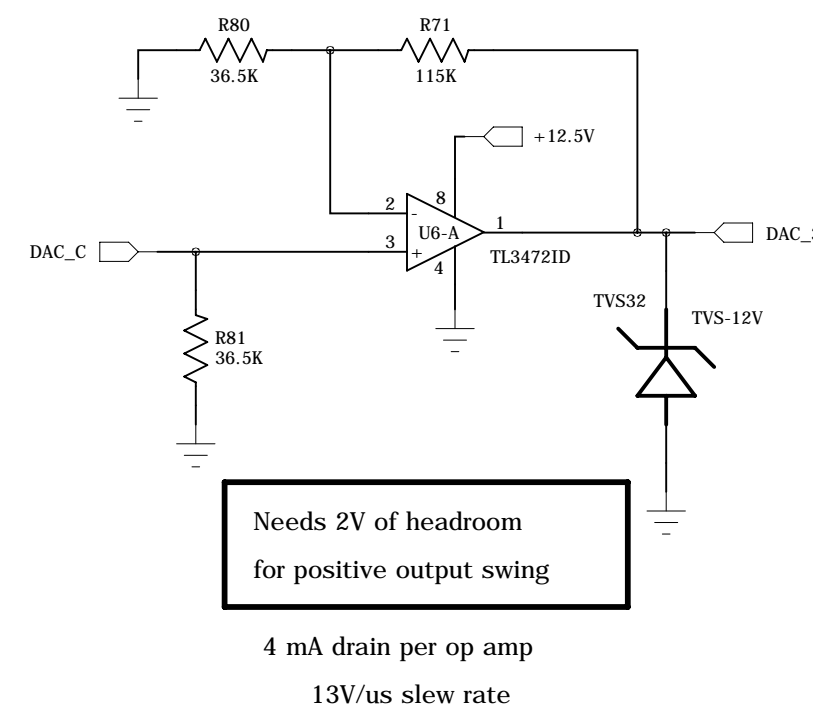 R80
36.5K
R71
115K
+12.5V
2
8
-
U6-A
1
3
+
4
TL3472ID
DAC_C
R81
36.5K
TVS32
TVS-12V
Needs 2V of headroom
for positive output swing
4 mA drain per op amp
13V/us slew rate